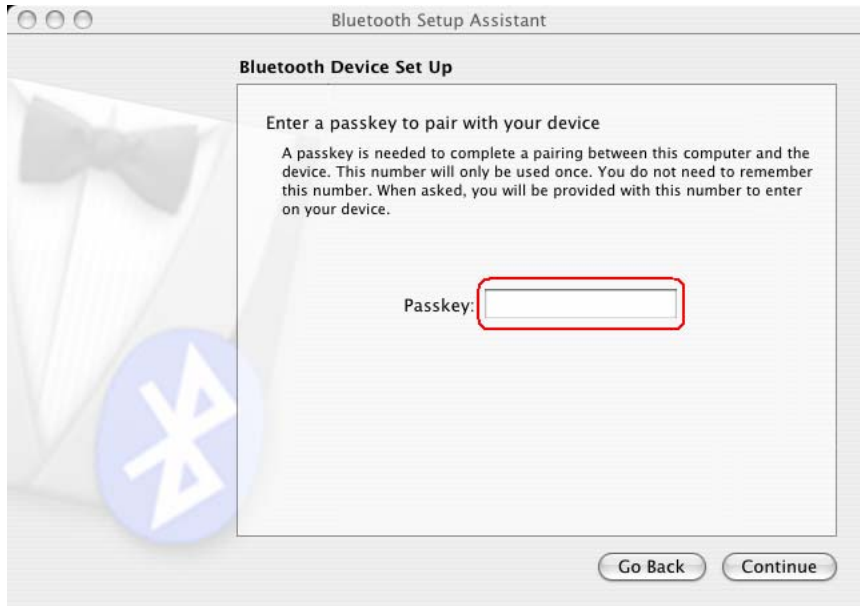 Bluetooth Setup Assistant
Bluetooth Device Set Up
Enter a passkey to pair with your device
A passkey is needed to complete a pairing between this computer and the
device. This number will only be used once. You do not need to remember
this number. When asked, you will be provided with this number to enter
on your device.
Passkey:
Go Back Continue